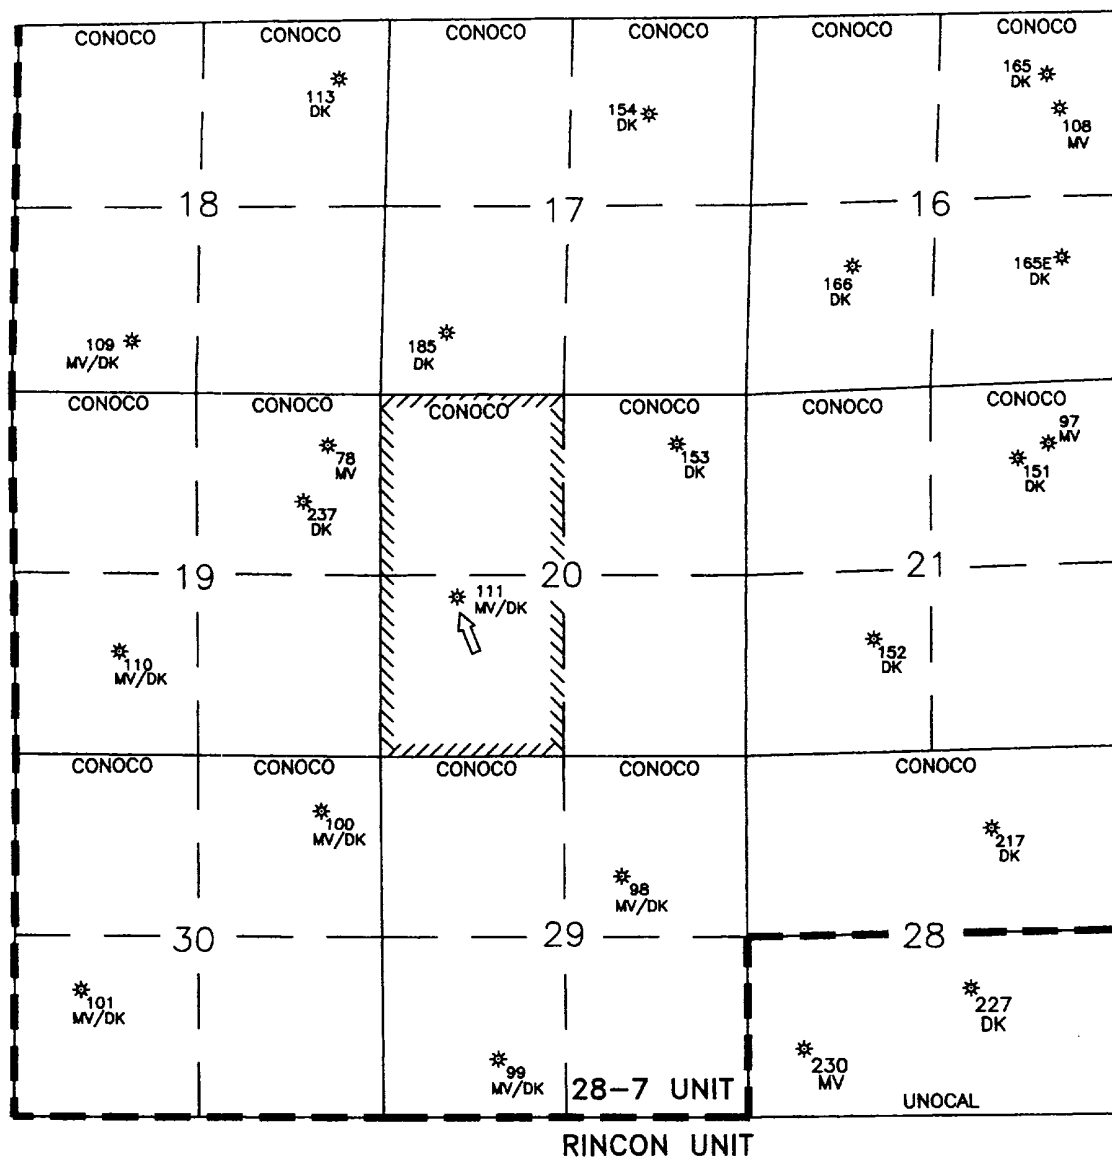 CONOCO
CONOCO
CONOCO
CONOCO
CONOCO
CONOCO
113
DK
154
DK
165
DK
108
MV
18
17
16
166
DK
165E
DK
109
MV/DK
185
DK
CONOCO
CONOCO
CONOCO
CONOCO
CONOCO
CONOCO
78
MV
237
DK
153
DK
97
MV
151
DK
19
20
21
111
MV/DK
110
MV/DK
152
DK
CONOCO
CONOCO
CONOCO
CONOCO
CONOCO
100
MV/DK
98
MV/DK
217
DK
30
29
28
101
MV/DK
99
MV/DK
227
DK
230
MV
28-7 UNIT
UNOCAL
RINCON UNIT